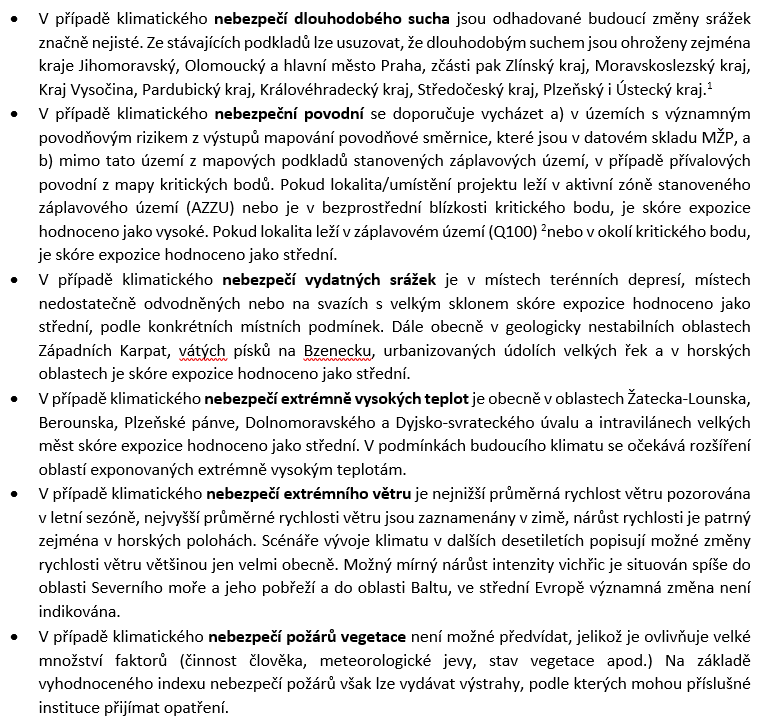 • V případě klimatického nebezpečí dlouhodobého sucha jsou odhadované budoucí změny srážek
značně nejisté. Ze stávajících podkladů lze usuzovat, že dlouhodobým suchem jsou ohroženy zejména
kraje Jihomoravský, Olomoucký a hlavní město Praha, zčásti pak Zlínský kraj, Moravskoslezský kraj,
Kraj Vysočina, Pardubický kraj, Královéhradecký kraj, Středočeský kraj, Plzeňský i Ústecký kraj.¹
• V případě klimatického nebezpeční povodní se doporučuje vycházet a) v územích s významným
povodňovým rizikem z výstupů mapování povodňové směrnice, které jsou v datovém skladu MŽP, a
b) mimo tato území z mapových podkladů stanovených záplavových území, v případě přívalových
povodní z mapy kritických bodů. Pokud lokalita/umístění projektu leží v aktivní zóně stanoveného
záplavového území (AZZU) nebo je v bezprostřední blízkosti kritického bodu, je skóre expozice
hodnoceno jako vysoké. Pokud lokalita leží v záplavovém území (Q100) ²nebo v okolí kritického bodu,
je skóre expozice hodnoceno jako střední.
• V případě klimatického nebezpečí vydatných srážek je v místech terénních depresí, místech
nedostatečně odvodněných nebo na svazích s velkým sklonem skóre expozice hodnoceno jako
střední, podle konkrétních místních podmínek. Dále obecně v geologicky nestabilních oblastech
Západních Karpat, vátých písků na Bzenecku, urbanizovaných údolích velkých řek a v horských
oblastech je skóre expozice hodnoceno jako střední.
• V případě klimatického nebezpečí extrémně vysokých teplot je obecně v oblastech Žatecka-Lounska,
Berounska, Plzeňské pánve, Dolnomoravského a Dyjsko-svrateckého úvalu a intravilánech velkých
měst skóre expozice hodnoceno jako střední. V podmínkách budoucího klimatu se očekává rozšíření
oblastí exponovaných extrémně vysokým teplotám.
• V případě klimatického nebezpečí extrémního větru je nejnižší průměrná rychlost větru pozorována
v letní sezóně, nejvyšší průměrné rychlosti větru jsou zaznamenány v zimě, nárůst rychlosti je patrný
zejména v horských polohách. Scénáře vývoje klimatu v dalších desetiletích popisují možné změny
rychlosti větru většinou jen velmi obecně. Možný mírný nárůst intenzity vichřic je situován spíše do
oblasti Severního moře a jeho pobřeží a do oblasti Baltu, ve střední Evropě významná změna není
indikována.
• V případě klimatického nebezpečí požárů vegetace není možné předvídat, jelikož je ovlivňuje velké
množství faktorů (činnost člověka, meteorologické jevy, stav vegetace apod.) Na základě
vyhodnoceného indexu nebezpečí požárů však lze vydávat výstrahy, podle kterých mohou příslušné
instituce přijímat opatření.